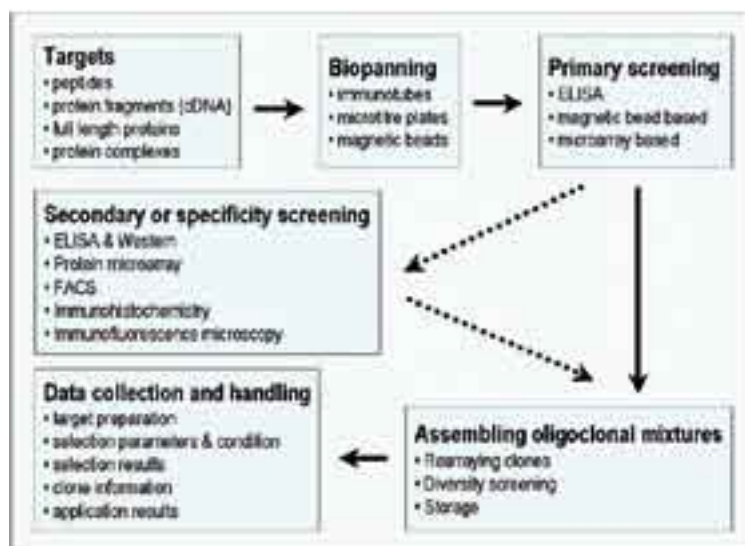 Targets
• peptides
• protein fragments (cDNA)
• full length proteins
• protein complexes
Biopanning
• immunotubes
• microtitre plates
• magnetic beads
Primary screening
• ELISA
• magnetic bead based
• microarray based
Secondary or specificity screening
• ELISA & Western
• Protein microarray
• FACS
• Immunohistochemicity
• Immunofluorescence microscopy
Data collection and handling
• target preparation
• selection parameters & condition
• selection results
• clone information
• application results
Assembling oligoclonal mixtures
• Rearraying clones
• Diversity screening
• Storage